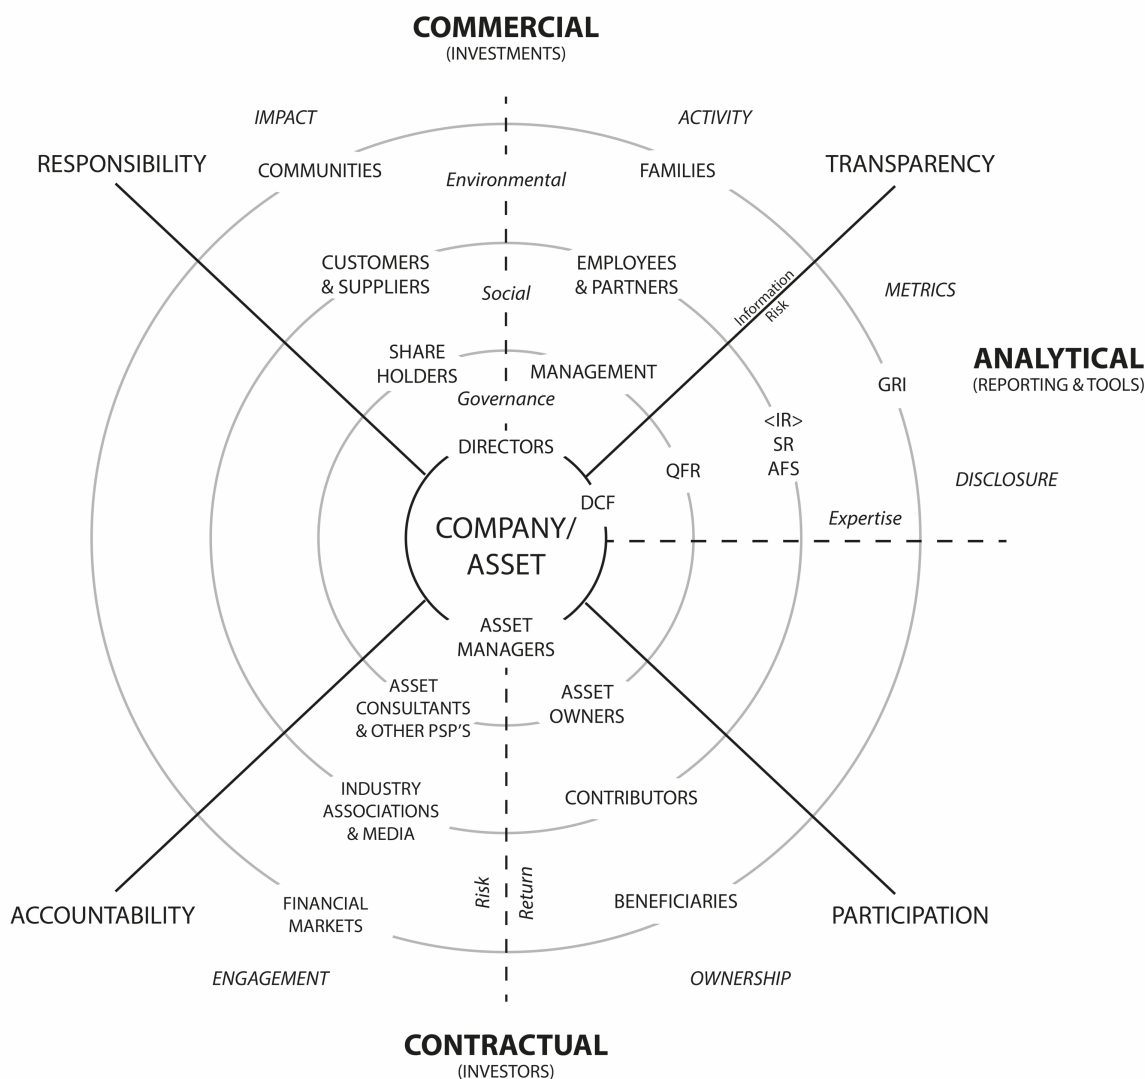 COMMERCIAL
(INVESTMENTS)
IMPACT
ACTIVITY
RESPONSIBILITY
COMMUNITIES
FAMILIES
TRANSPARENCY
Environmental
CUSTOMERS
& SUPPLIERS
EMPLOYEES
& PARTNERS
Social
Information
Risk
METRICS
SHARE
HOLDERS
MANAGEMENT
Governance
ANALYTICAL
(REPORTING & TOOLS)
GRI
<IR>
SR
AFS
DIRECTORS
QFR
DISCLOSURE
DCF
Expertise
COMPANY/
ASSET
ASSET
MANAGERS
ASSET
CONSULTANTS
& OTHER PSP'S
ASSET
OWNERS
INDUSTRY
ASSOCIATIONS
& MEDIA
CONTRIBUTORS
Risk
Return
FINANCIAL
MARKETS
BENEFICIARIES
ACCOUNTABILITY
PARTICIPATION
ENGAGEMENT
OWNERSHIP
CONTRACTUAL
(INVESTORS)